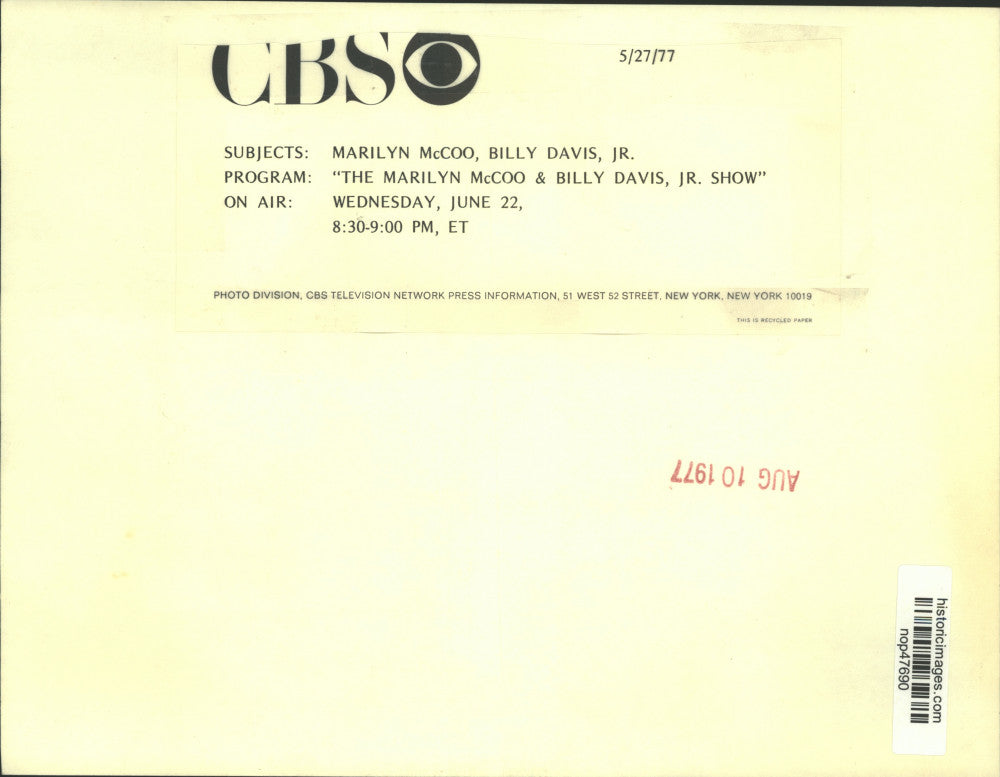 CBS
5/27/77
SUBJECTS: MARILYN McCOO, BILLY DAVIS, JR.
PROGRAM: “THE MARILYN McCOO & BILLY DAVIS, JR. SHOW”
ON AIR: WEDNESDAY, JUNE 22,
8:30-9:00 PM, ET
PHOTO DIVISION, CBS TELEVISION NETWORK PRESS INFORMATION, 51 WEST 52 STREET, NEW YORK, NEW YORK 10019
THIS IS RECYCLED PAPER
AUG 10 1977
historicimages.com
nop47690